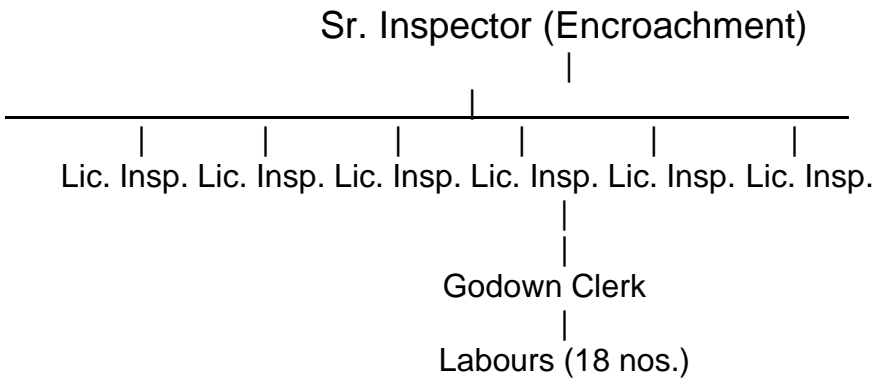 Sr. Inspector (Encroachment)
|
|
| | | | | |
Lic. Insp. Lic. Insp. Lic. Insp. Lic. Insp. Lic. Insp. Lic. Insp.
|
|
Godown Clerk
|
Labours (18 nos.)